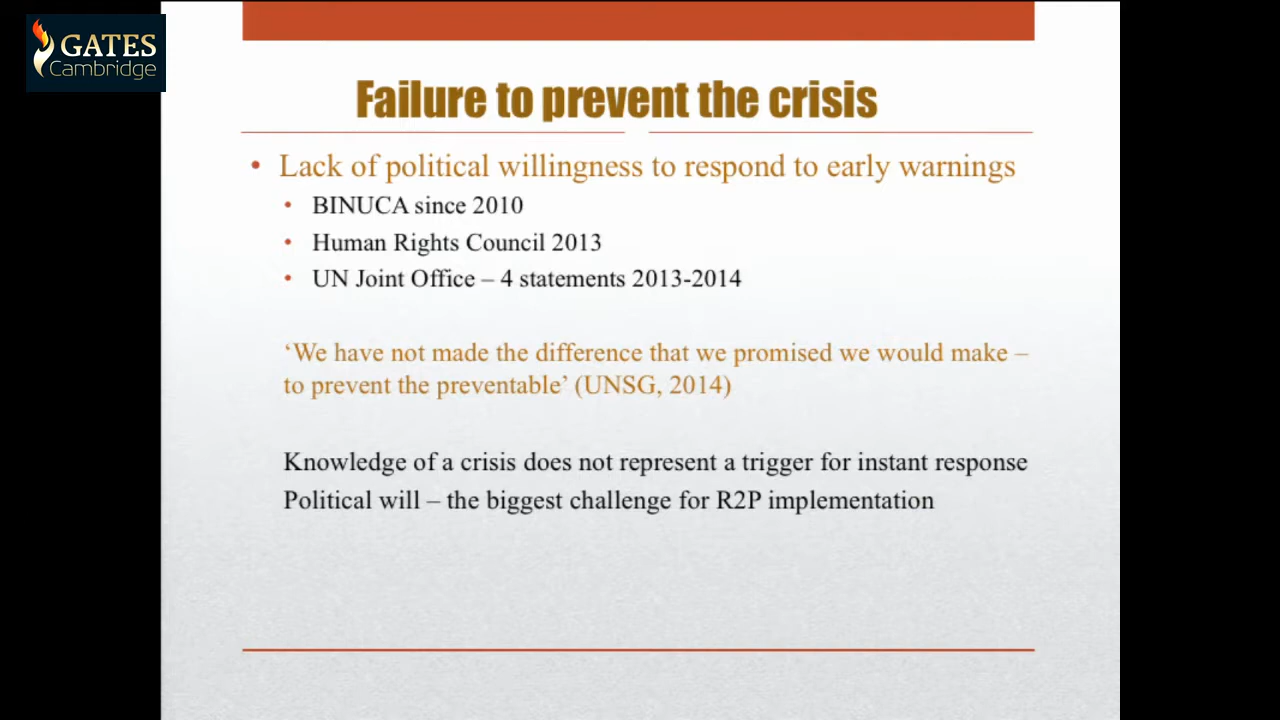 GATES
Cambridge
Failure to prevent the crisis
• Lack of political willingness to respond to early warnings
• BINUCA since 2010
• Human Rights Council 2013
• UN Joint Office – 4 statements 2013-2014
‘We have not made the difference that we promised we would make –
to prevent the preventable’ (UNSG, 2014)
Knowledge of a crisis does not represent a trigger for instant response
Political will – the biggest challenge for R2P implementation